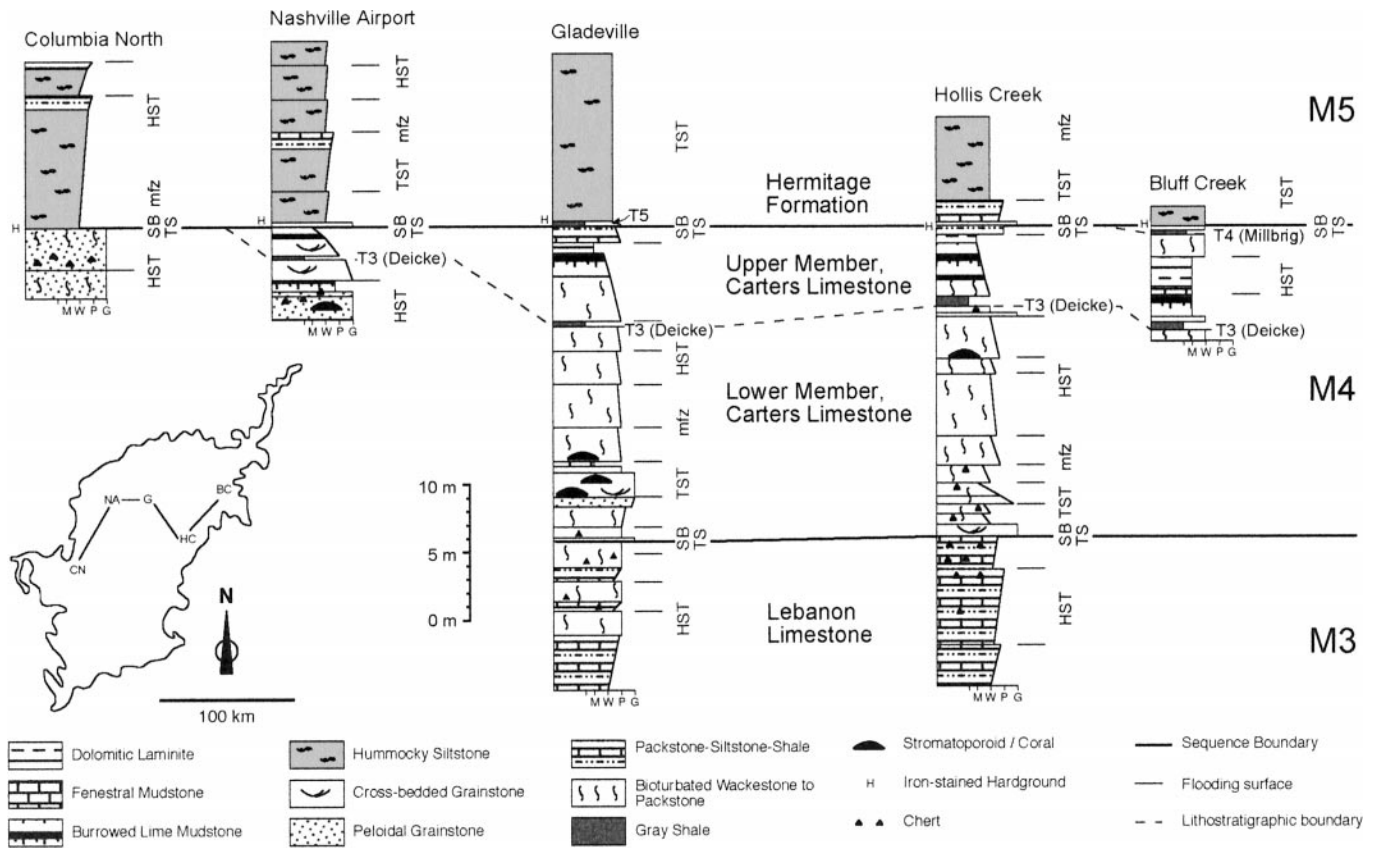 Columbia North
HST
mfz
SB
TS
HST
H
M W P G
Nashville Airport
HST
mfz
TST
SB
TS
H
T3 (Deicke)
HST
M W P G
Gladeville
TST
H
T5
SB
TS
T3 (Deicke)
HST
mfz
TST
SB
TS
HST
M W P G
Hermitage
Formation
Upper Member,
Carters Limestone
Lower Member,
Carters Limestone
Lebanon
Limestone
Hollis Creek
mfz
TST
H
SB
TS
T3 (Deicke)
HST
mfz
TST
SB
TS
HST
M W P G
Bluff Creek
TST
H
SB
TS
T4 (Millbrig)
HST
T3 (Deicke)
M W P G
M5
M4
M3
NA
G
BC
HC
CN
N
100 km
10 m
5 m
0 m
Dolomitic Laminite
Fenestral Mudstone
Burrowed Lime Mudstone
Hummocky Siltstone
Cross-bedded Grainstone
Peloidal Grainstone
Packstone-Siltstone-Shale
Bioturbated Wackestone to
Packstone
Gray Shale
Stromatoporoid / Coral
H Iron-stained Hardground
Chert
Sequence Boundary
Flooding surface
Lithostratigraphic boundary